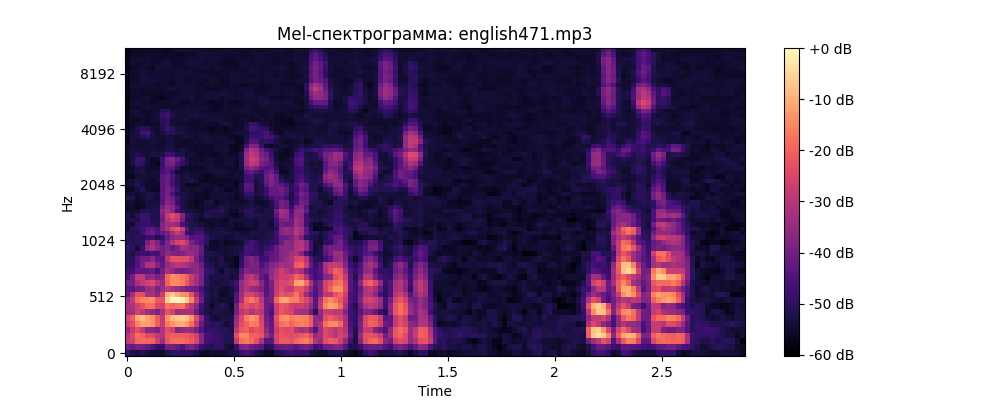 Mel-спектрограмма: english471.mp3
+0 dB
8192
-10 dB
4096
-20 dB
2048
-30 dB
Hz
1024
-40 dB
512
-50 dB
0
-60 dB
0 0.5 1 1.5 2 2.5
Time